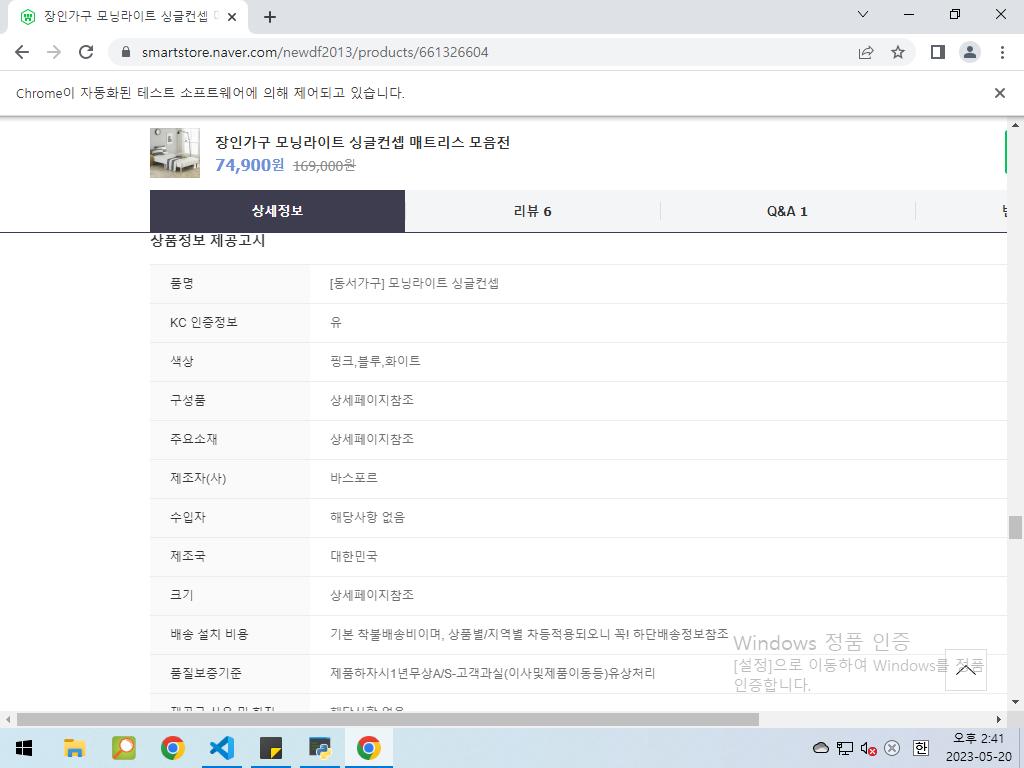 장인가구 모닝라이트 싱글컨셉
smartstore.naver.com/newdf2013/products/661326604
Chrome이 자동화된 테스트 소프트웨어에 의해 제어되고 있습니다.
장인가구 모닝라이트 싱글컨셉 매트리스 모음전
74,900원 169,000원
상세정보 리뷰 6 Q&A 1
상품정보 제공고시
품명 [동서가구] 모닝라이트 싱글컨셉
KC 인증정보 유
색상 핑크,블루,화이트
구성품 상세페이지참조
주요소재 상세페이지참조
제조자(사) 바스포르
수입자 해당사항 없음
제조국 대한민국
크기 상세페이지참조
배송 설치 비용 기본 착불배송비이며, 상품별/지역별 차등적용되오니 꼭! 하단배송정보참조
품질보증기준 제품하자시1년무상A/S-고객과실(이사및제품이동등)유상처리
Windows 정품 인증
[설정]으로 이동하여 Windows를 정품
인증합니다.
한
오후 2:41
2023-05-20